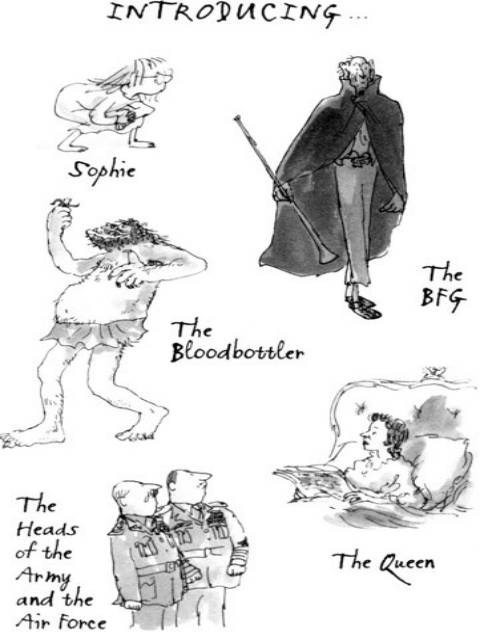 INTRODUCING...
Sophie
The
BFG
The
Bloodbottler
The Queen
The
Heads
of the
Army
and the
Air Force